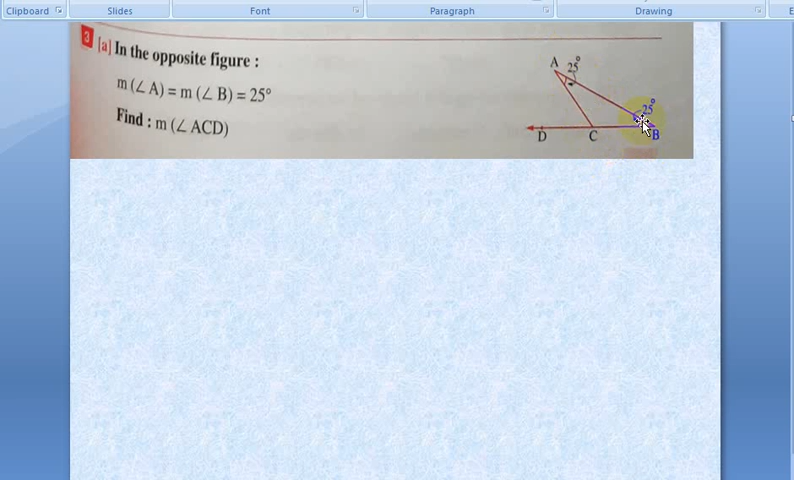 Clipboard
Slides
Font
Paragraph
Drawing
3 [a] In the opposite figure :
m (∠ A) = m (∠ B) = 25°
Find : m (∠ ACD)
A 25°
25°
D C B